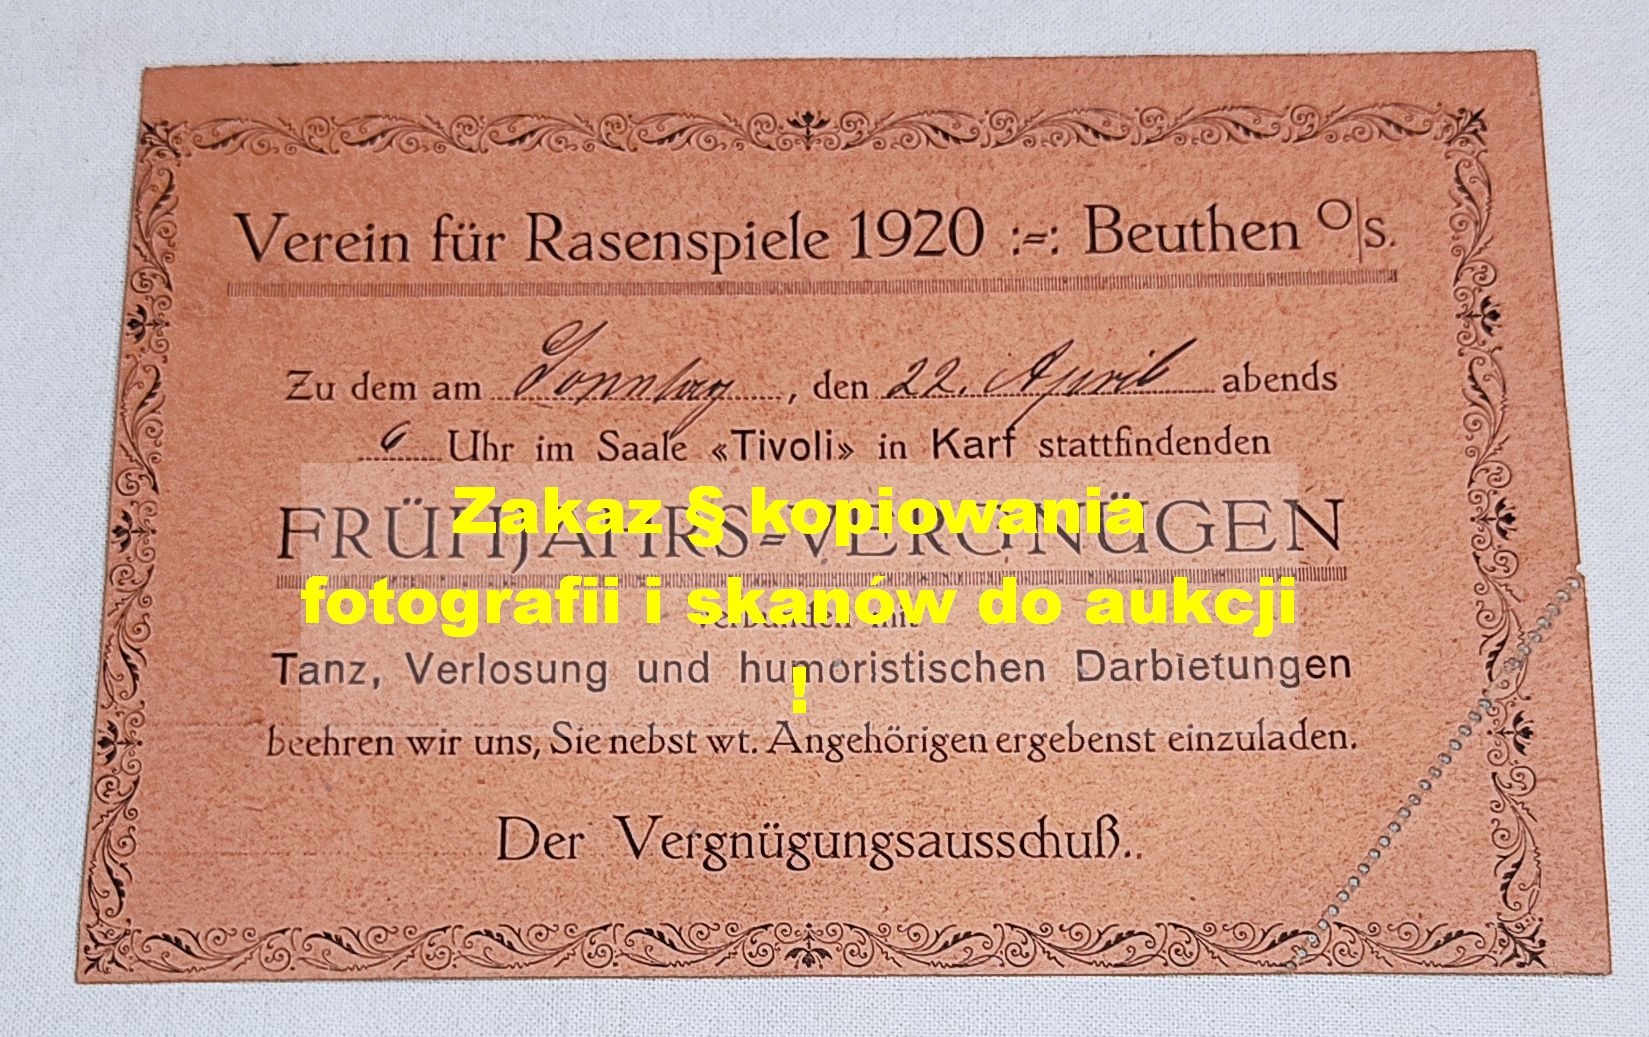 Verein für Rasenspiele 1920 :=: Beuthen O/S.
Zu dem am Sonntag, den 22. April abends
6 Uhr im Saale «Tivoli» in Karf stattfindenden
FRÜHJAHRS=VERGNÜGEN
Zakaz § kopiowania
fotografii i skanów do aukcji
!
verbunden mit
Tanz, Verlosung und humoristischen Darbietungen
beehren wir uns, Sie nebst wt. Angehörigen ergebenst einzuladen.
Der Vergnügungsausschuß..